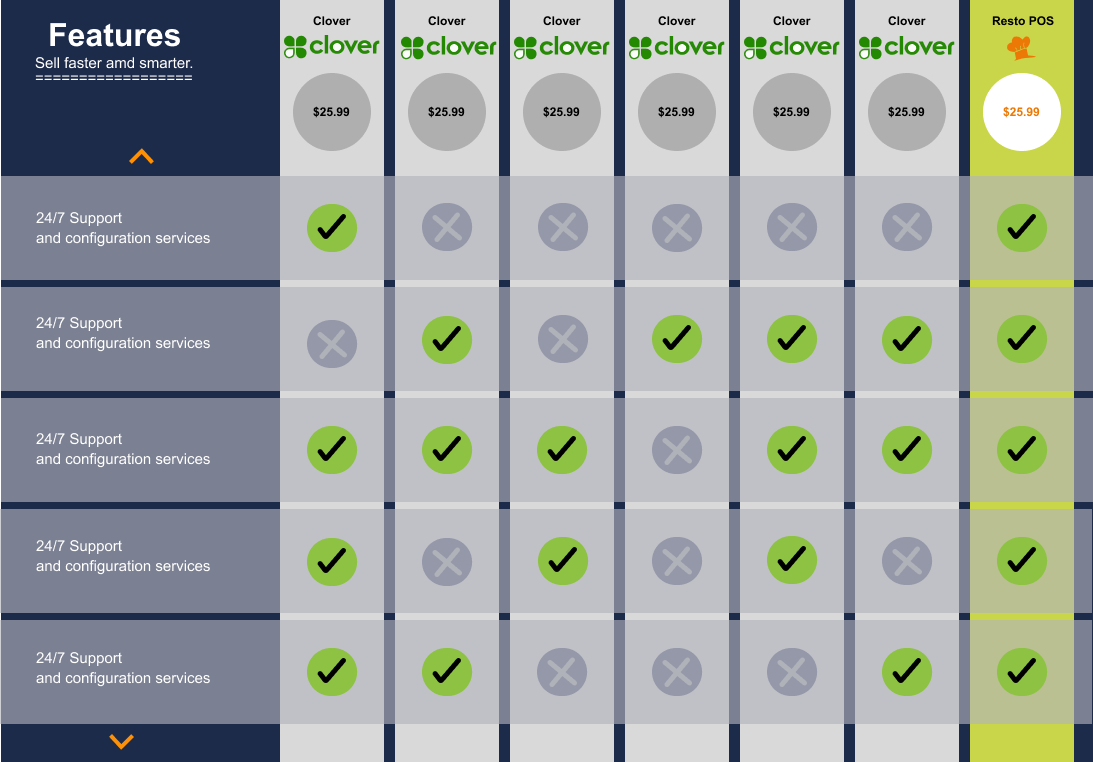 Features
Sell faster amd smarter.
==================
Clover Clover Clover Clover Clover Clover Resto POS
clover clover clover clover clover clover
$25.99 $25.99 $25.99 $25.99 $25.99 $25.99 $25.99
24/7 Support
and configuration services
24/7 Support
and configuration services
24/7 Support
and configuration services
24/7 Support
and configuration services
24/7 Support
and configuration services